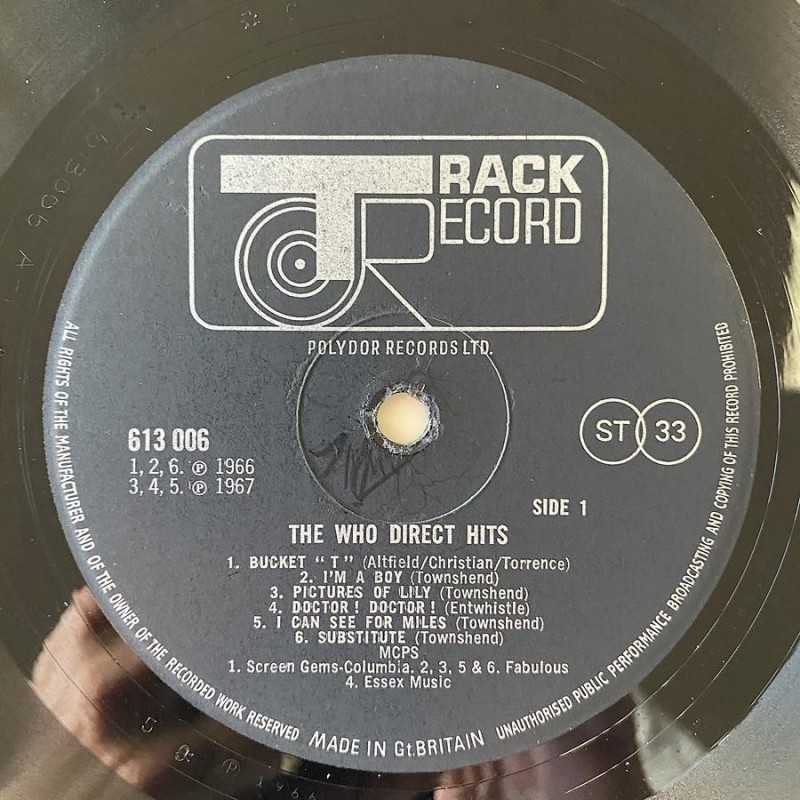 TRACK
RECORD
POLYDOR RECORDS LTD.
613 006
1, 2, 6. ℗ 1966
3, 4, 5. ℗ 1967
ST 33
SIDE 1
THE WHO DIRECT HITS
1. BUCKET "T" (Altfield/Christian/Torrence)
2. I'M A BOY (Townshend)
3. PICTURES OF LILY (Townshend)
4. DOCTOR! DOCTOR! (Entwhistle)
5. I CAN SEE FOR MILES (Townshend)
6. SUBSTITUTE (Townshend)
MCPS
1. Screen Gems-Columbia. 2, 3, 5 & 6. Fabulous
4. Essex Music
ALL RIGHTS OF THE MANUFACTURER AND OF THE OWNER OF THE RECORDED WORK RESERVED
MADE IN Gt.BRITAIN
UNAUTHORISED PUBLIC PERFORMANCE BROADCASTING AND COPYING OF THIS RECORD PROHIBITED
613006 A